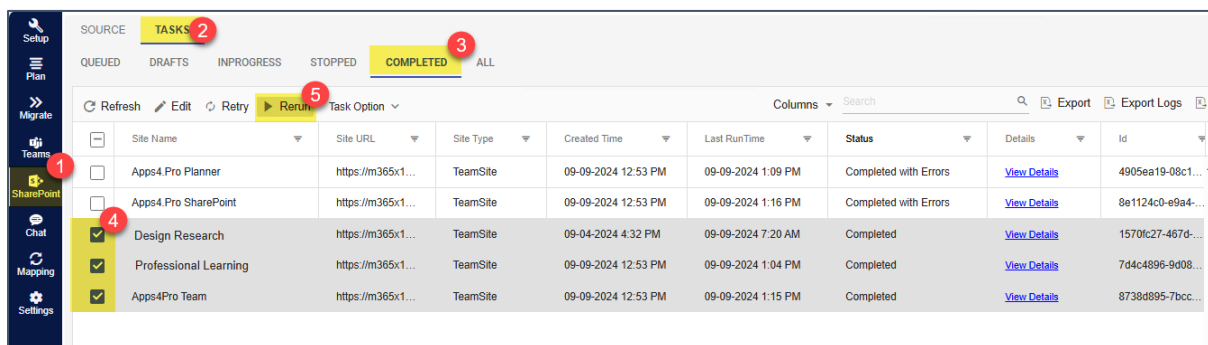 Setup
Plan
Migrate
Teams
1
SharePoint
Chat
Mapping
Settings
SOURCE TASKS 2
QUEUED DRAFTS INPROGRESS STOPPED COMPLETED 3 ALL
Refresh Edit Retry Rerun 5 Task Option Columns Search Export Export Logs
Site Name Site URL Site Type Created Time Last RunTime Status Details Id
Apps4.Pro Planner https://m365x1... TeamSite 09-09-2024 12:53 PM 09-09-2024 1:09 PM Completed with Errors View Details 4905ea19-08c1...
Apps4.Pro SharePoint https://m365x1... TeamSite 09-09-2024 12:53 PM 09-09-2024 1:16 PM Completed with Errors View Details 8e1124c0-e9a4-...
4
Design Research https://m365x1... TeamSite 09-04-2024 4:32 PM 09-09-2024 7:20 AM Completed View Details 1570fc27-467d-...
Professional Learning https://m365x1... TeamSite 09-09-2024 12:53 PM 09-09-2024 1:04 PM Completed View Details 7d4c4896-9d08...
Apps4Pro Team https://m365x1... TeamSite 09-09-2024 12:53 PM 09-09-2024 1:15 PM Completed View Details 8738d895-7bcc...